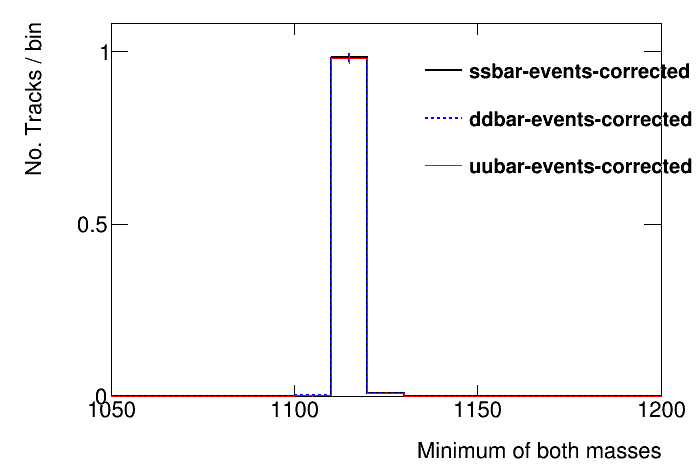 No. Tracks / bin
1
ssbar-events-corrected
ddbar-events-corrected
uubar-events-corrected
0.5
0
1050
1100
1150
1200
Minimum of both masses